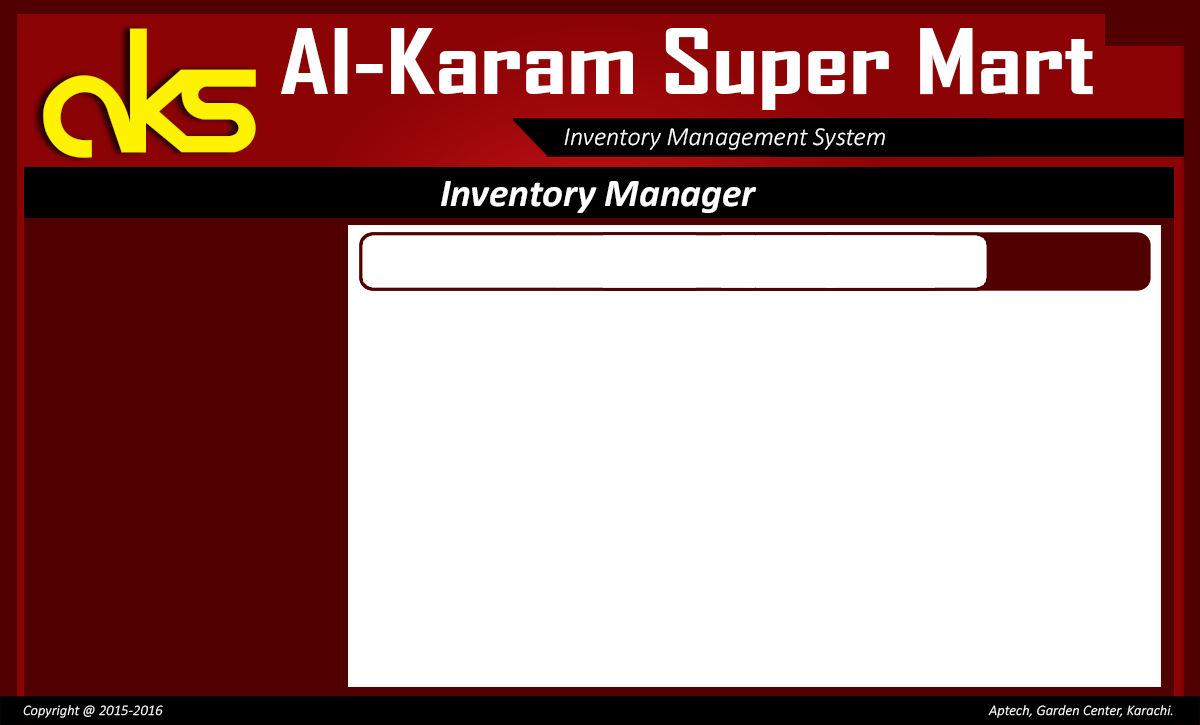 aks
Al-Karam Super Mart
Inventory Management System
Inventory Manager
Copyright @ 2015-2016
Aptech, Garden Center, Karachi.